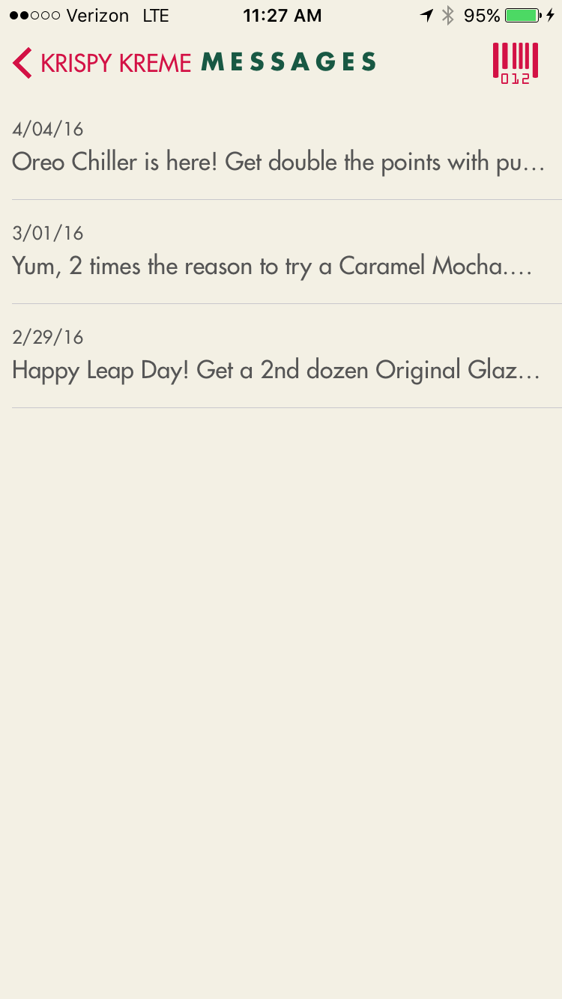 Verizon LTE 11:27 AM 95%
KRISPY KREME MESSAGES 012
4/04/16
Oreo Chiller is here! Get double the points with pu...
3/01/16
Yum, 2 times the reason to try a Caramel Mocha....
2/29/16
Happy Leap Day! Get a 2nd dozen Original Glaz...